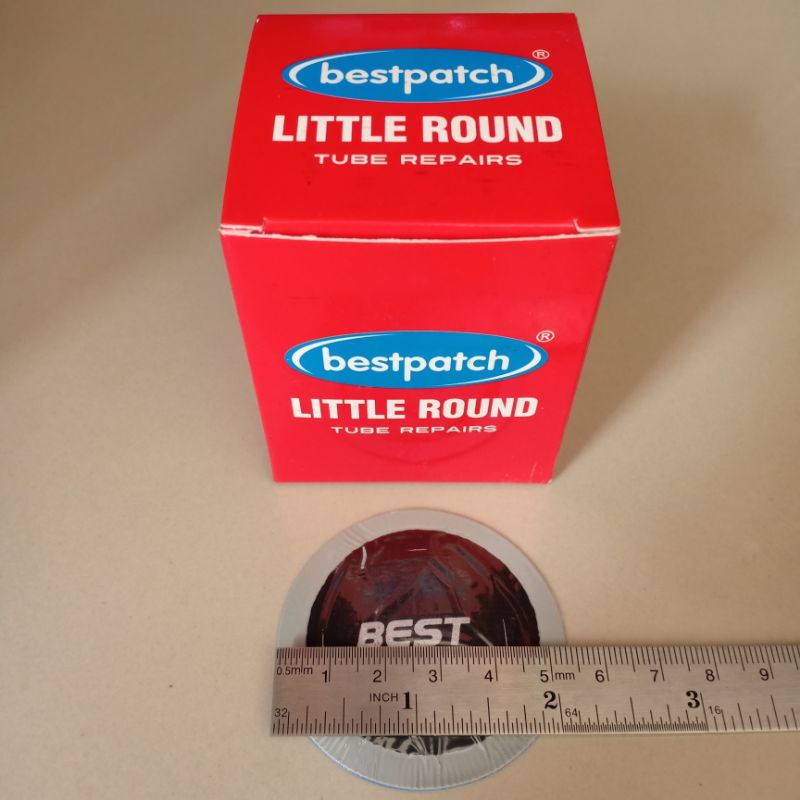 bestpatch®
LITTLE ROUND
TUBE REPAIRS
bestpatch®
LITTLE ROUND
TUBE REPAIRS
BEST
0.5m/m 1 2 3 4 5 mm 6 7 8 9
INCH 1 2 3
32 64 16